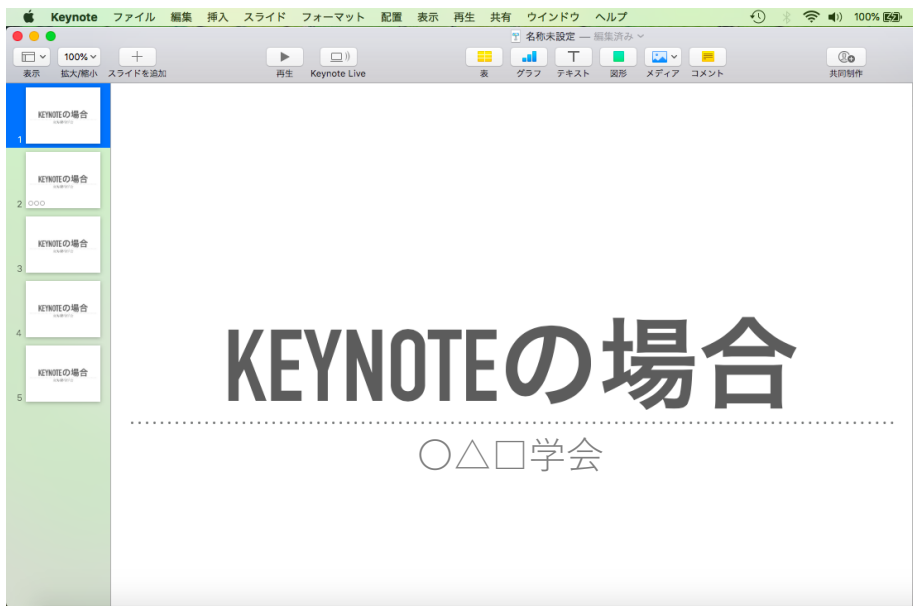 Keynote ファイル 編集 挿入 スライド フォーマット 配置 表示 再生 共有 ウインドウ ヘルプ 100%
名称未設定 — 編集済み
100%
表示 拡大/縮小 スライドを追加 再生 Keynote Live 表 グラフ テキスト 図形 メディア コメント 共同制作
KEYNOTEの場合
1
KEYNOTEの場合
2 ○○○
KEYNOTEの場合
3
KEYNOTEの場合
4
KEYNOTEの場合
5
KEYNOTEの場合
○△□学会